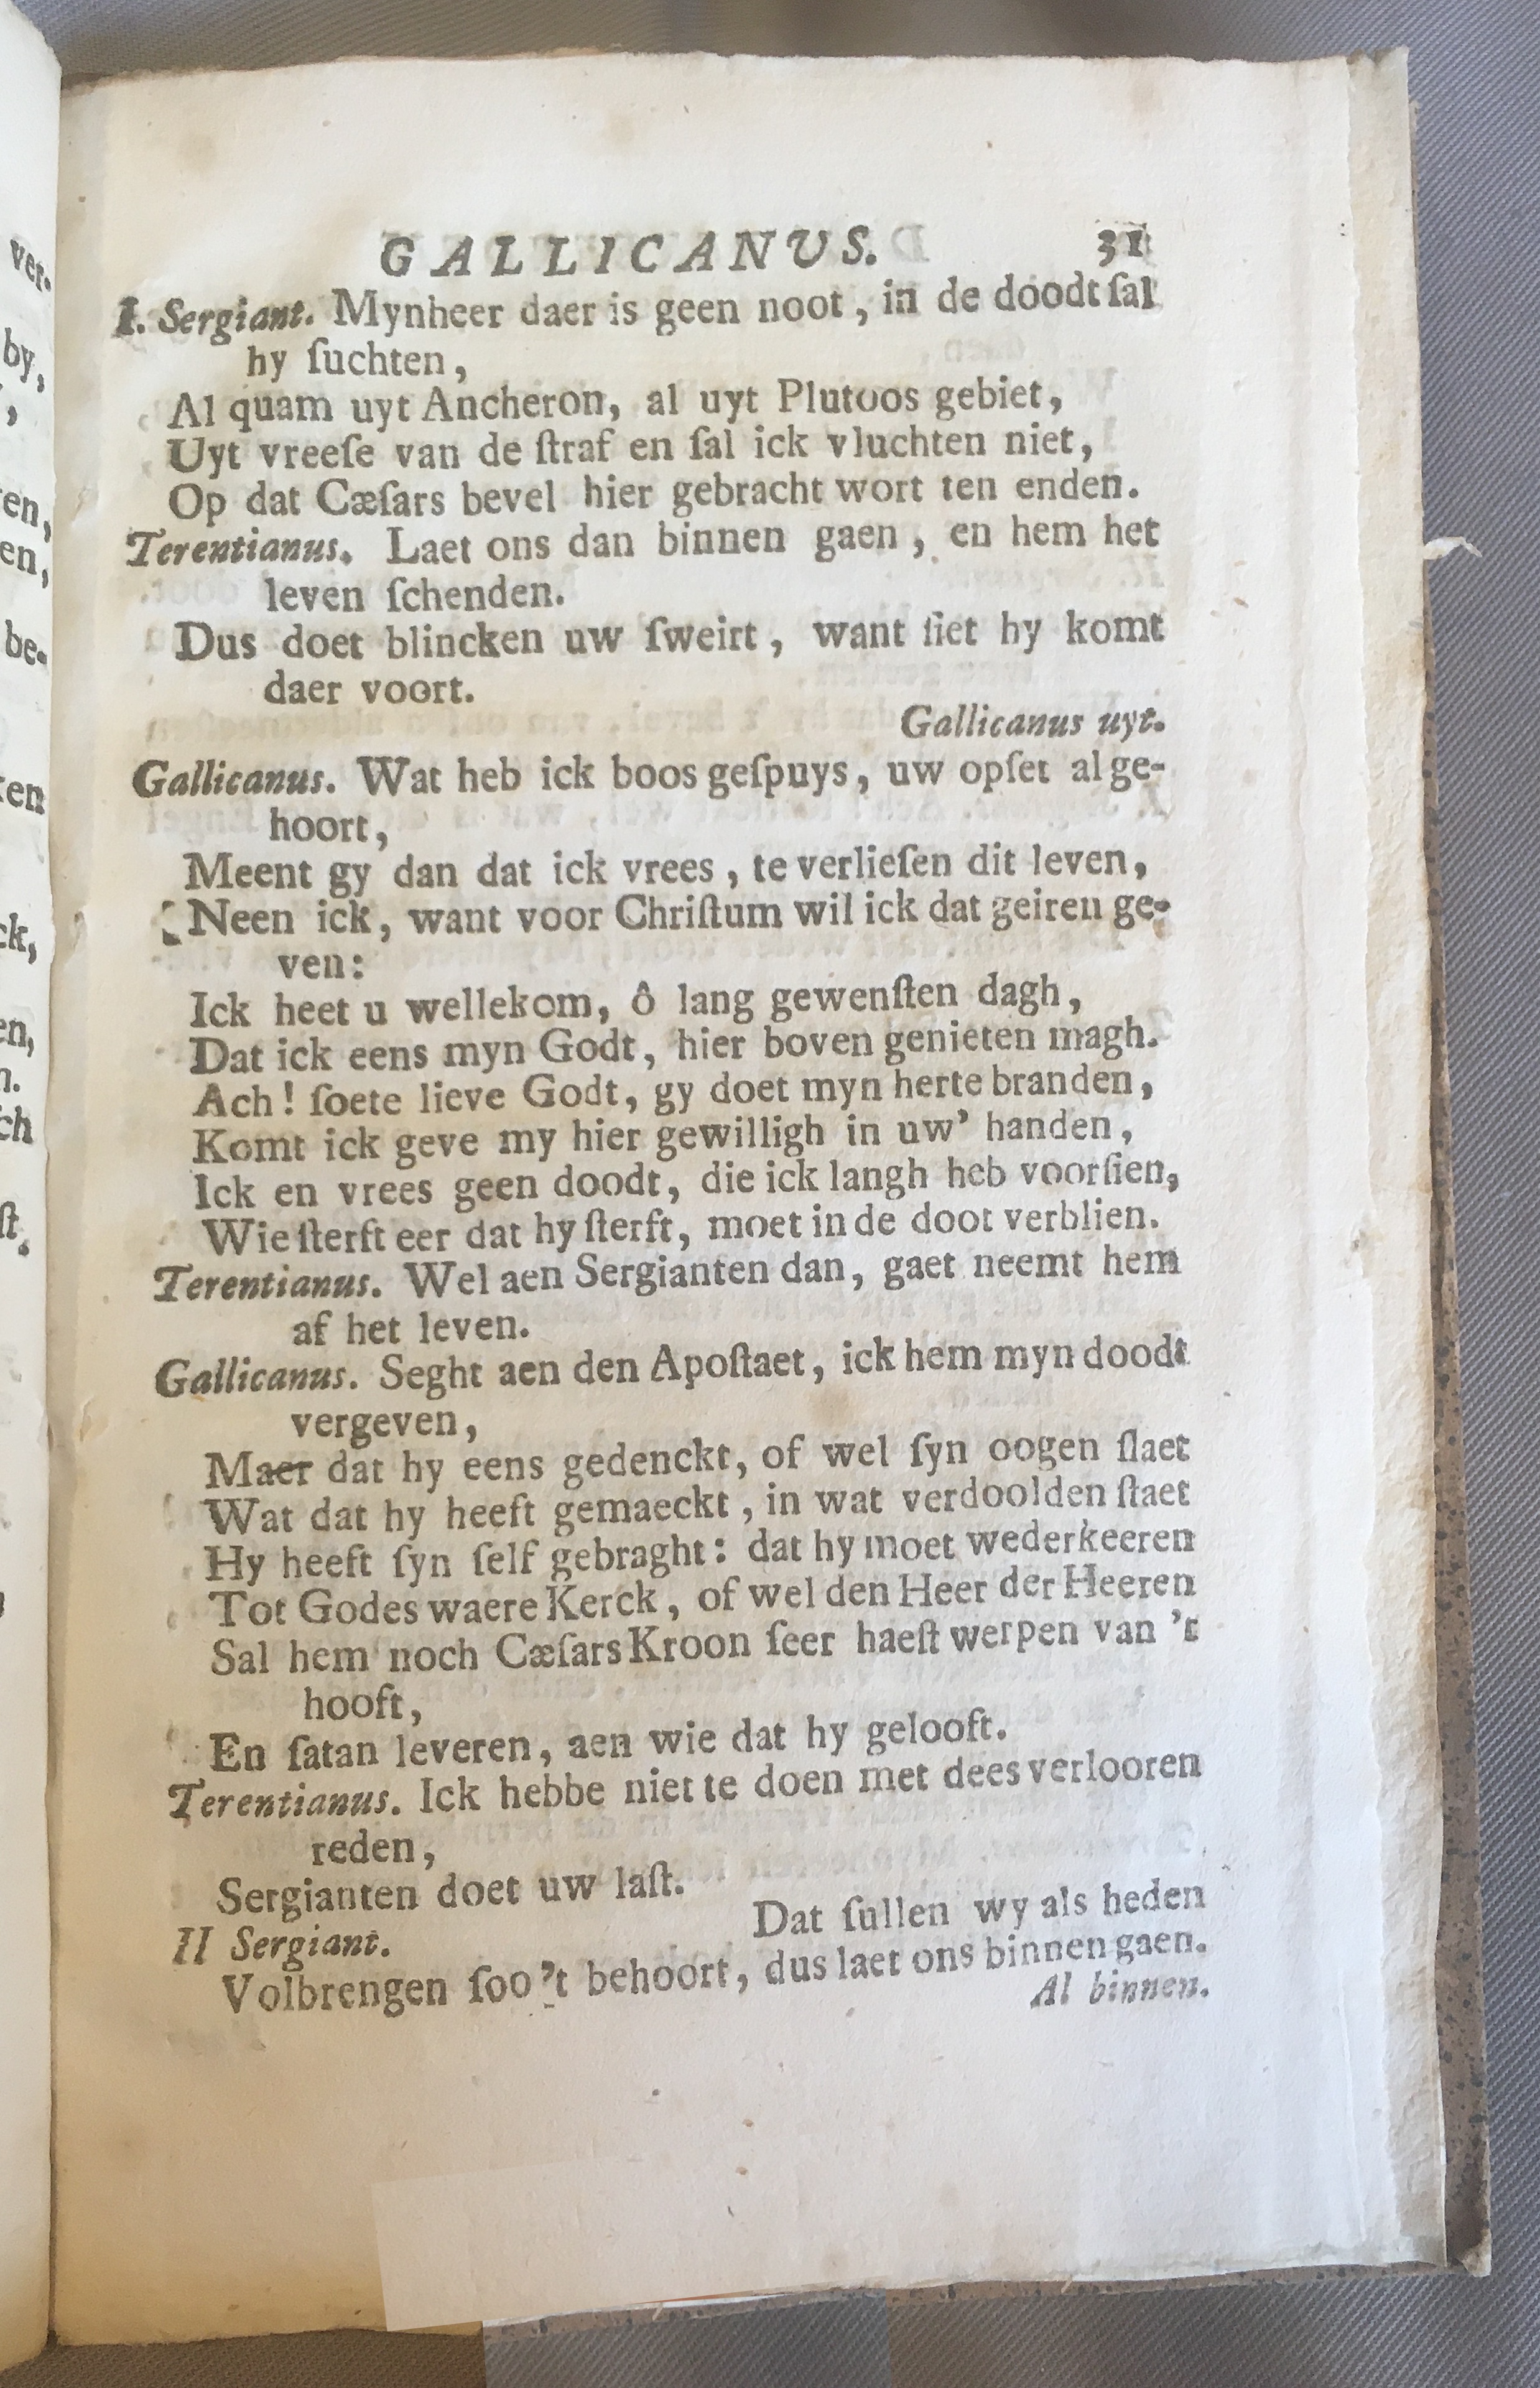 GALLICANUS. 31
I. Sergiant. Mynheer daer is geen noot, in de doodt ſal
hy ſuchten,
Al quam uyt Ancheron, al uyt Plutoos gebiet,
Uyt vreeſe van de ſtraf en ſal ick vluchten niet,
Op dat Cæſars bevel hier gebracht wort ten enden.
Terentianus. Laet ons dan binnen gaen, en hem het
leven ſchenden.
Dus doet blincken uw ſweirt, want ſiet hy komt
daer voort.
Gallicanus uyt.
Gallicanus. Wat heb ick boos geſpuys, uw opſet al ge-
hoort,
Meent gy dan dat ick vrees, te verlieſen dit leven,
Neen ick, want voor Chriſtum wil ick dat geiren ge-
ven:
Ick heet u wellekom, ô lang gewenſten dagh,
Dat ick eens myn Godt, hier boven genieten magh.
Ach! ſoete lieve Godt, gy doet myn herte branden,
Komt ick geve my hier gewilligh in uw' handen,
Ick en vrees geen doodt, die ick langh heb voorſien,
Wie ſterft eer dat hy ſterft, moet in de doot verblien.
Terentianus. Wel aen Sergianten dan, gaet neemt hem
af het leven.
Gallicanus. Seght aen den Apoſtaet, ick hem myn doodt
vergeven,
Maer dat hy eens gedenckt, of wel ſyn oogen ſlaet
Wat dat hy heeft gemaeckt, in wat verdoolden ſtaet
Hy heeft ſyn ſelf gebraght: dat hy moet wederkeeren
Tot Godes waere Kerck, of wel den Heer der Heeren
Sal hem noch Cæſars Kroon ſeer haeſt werpen van 't
hooft,
En ſatan leveren, aen wie dat hy gelooft.
Terentianus. Ick hebbe niet te doen met dees verlooren
reden,
Sergianten doet uw laſt.
II Sergiant. Dat ſullen wy als heden
Volbrengen ſoo 't behoort, dus laet ons binnen gaen.
Al binnen.